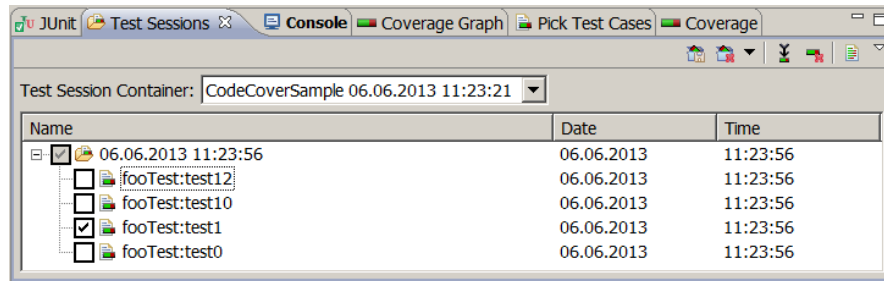 JUnit Test Sessions Console Coverage Graph Pick Test Cases Coverage
Test Session Container: CodeCoverSample 06.06.2013 11:23:21
Name Date Time
06.06.2013 11:23:56 06.06.2013 11:23:56
fooTest:test12 06.06.2013 11:23:56
fooTest:test10 06.06.2013 11:23:56
fooTest:test1 06.06.2013 11:23:56
fooTest:test0 06.06.2013 11:23:56